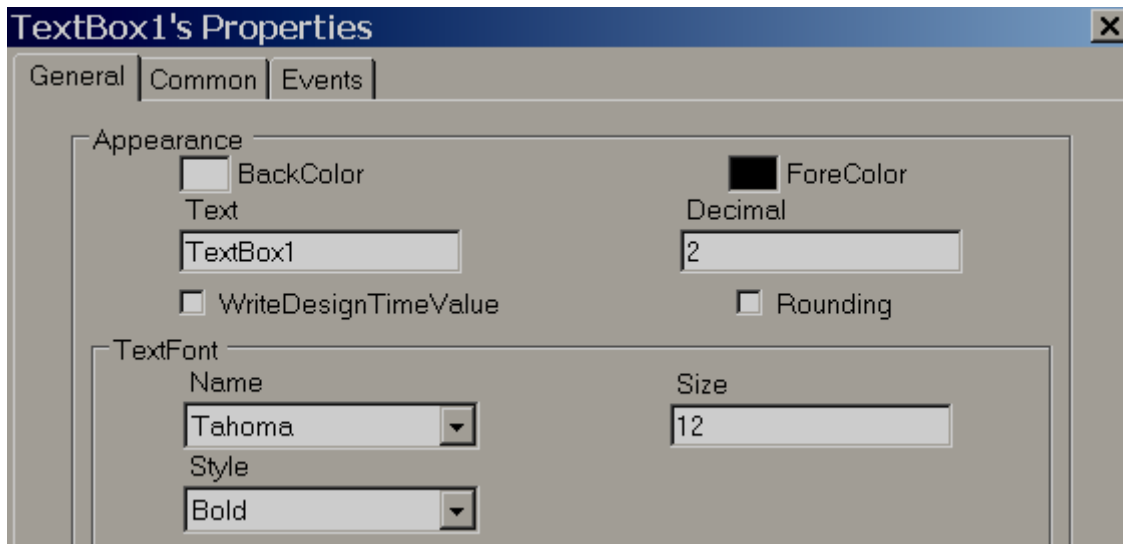 TextBox1's Properties
General Common Events
Appearance
BackColor ForeColor
Text Decimal
TextBox1 2
WriteDesignTimeValue Rounding
TextFont
Name Size
Tahoma 12
Style
Bold